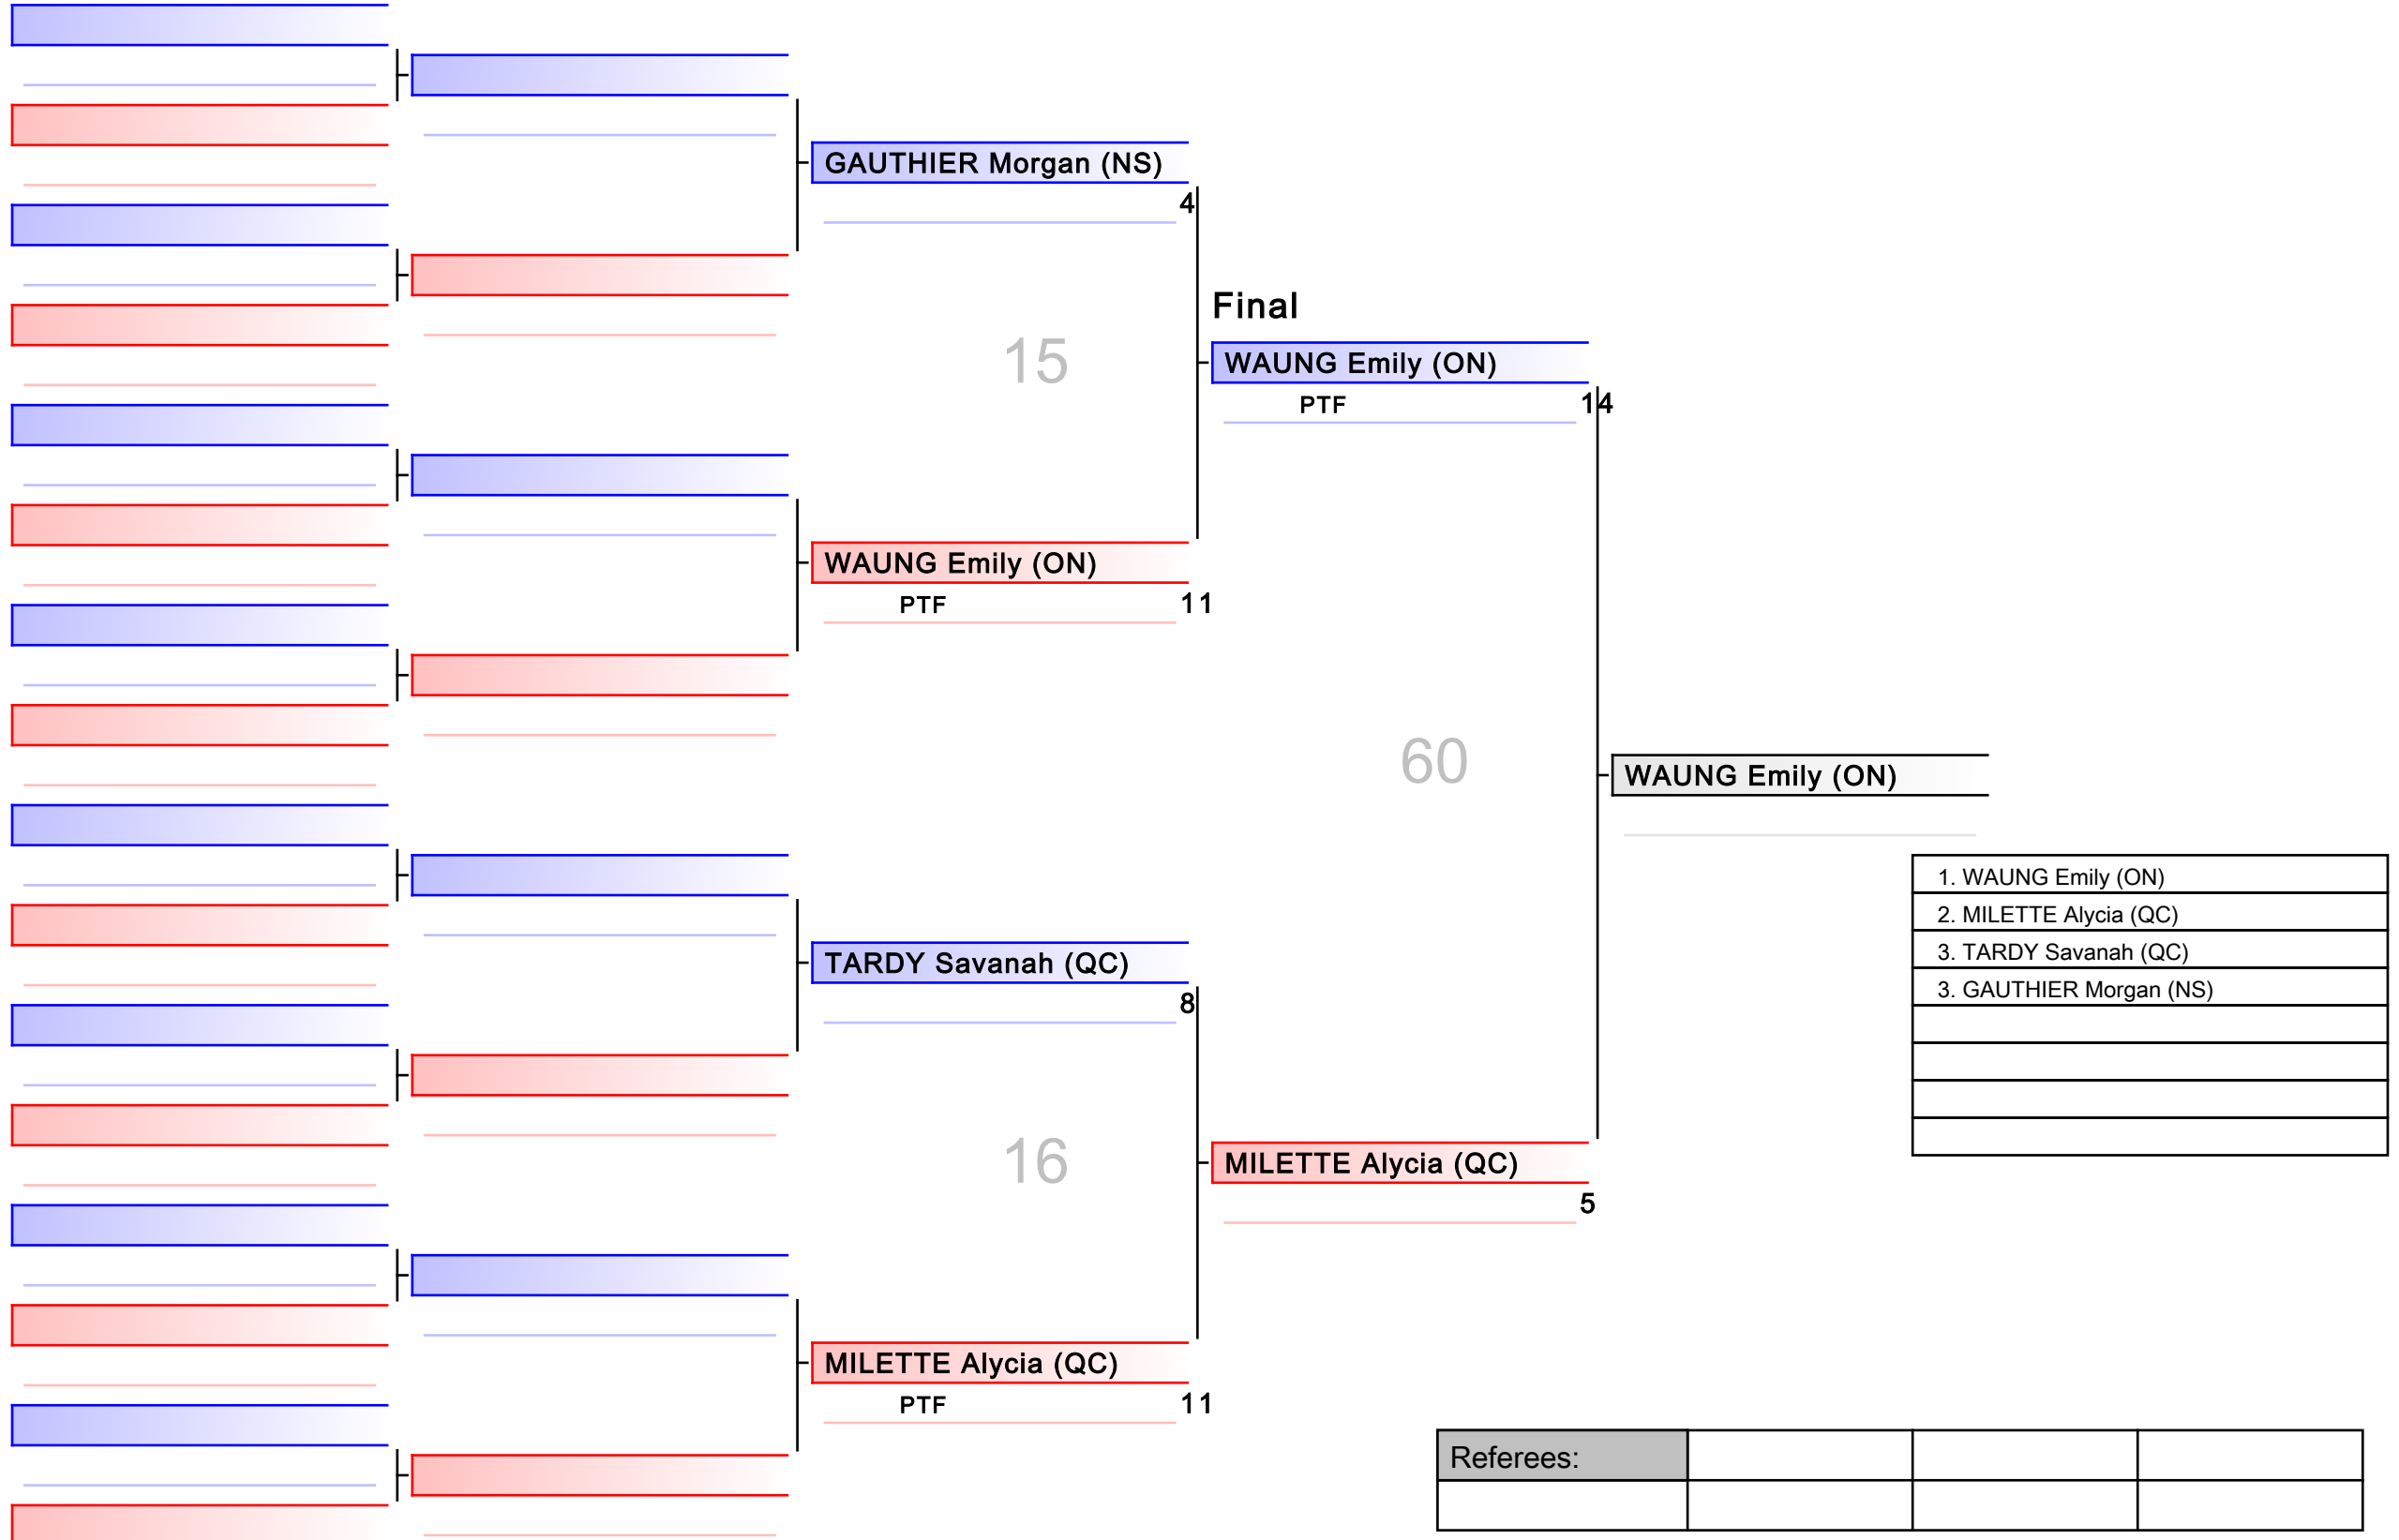 GAUTHIER Morgan (NS)
4
15
Final
WAUNG Emily (ON)
PTF 14
WAUNG Emily (ON)
PTF 11
60
WAUNG Emily (ON)
1. WAUNG Emily (ON)
2. MILETTE Alycia (QC)
3. TARDY Savanah (QC)
3. GAUTHIER Morgan (NS)
TARDY Savanah (QC)
8
16
MILETTE Alycia (QC)
5
MILETTE Alycia (QC)
PTF 11
Referees: